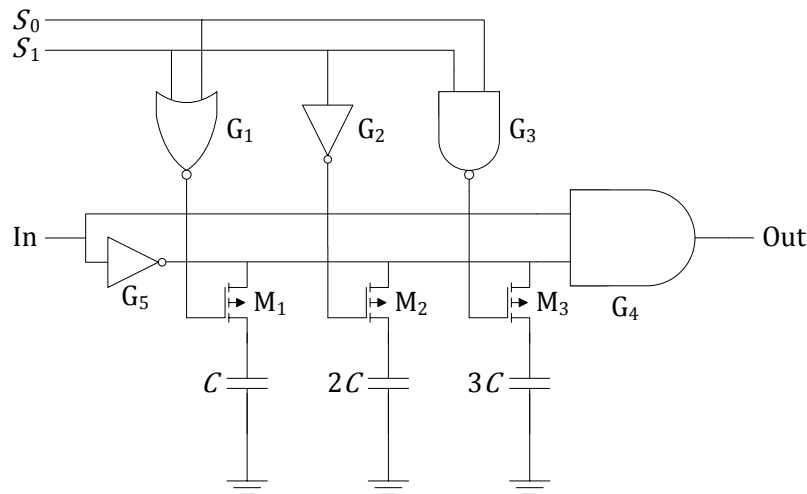 S₀
S₁
G₁
G₂
G₃
In
Out
G₅
M₁
M₂
M₃
G₄
C
2C
3C